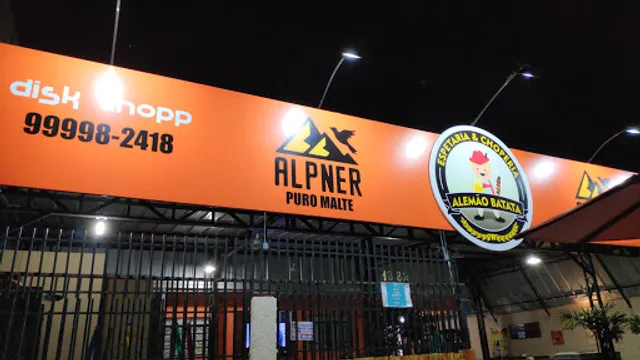 disk chopp
99998-2418
ALPNER
PURO MALTE
ESPETARIA & CHOPERIA
ALEMÃO BATATA